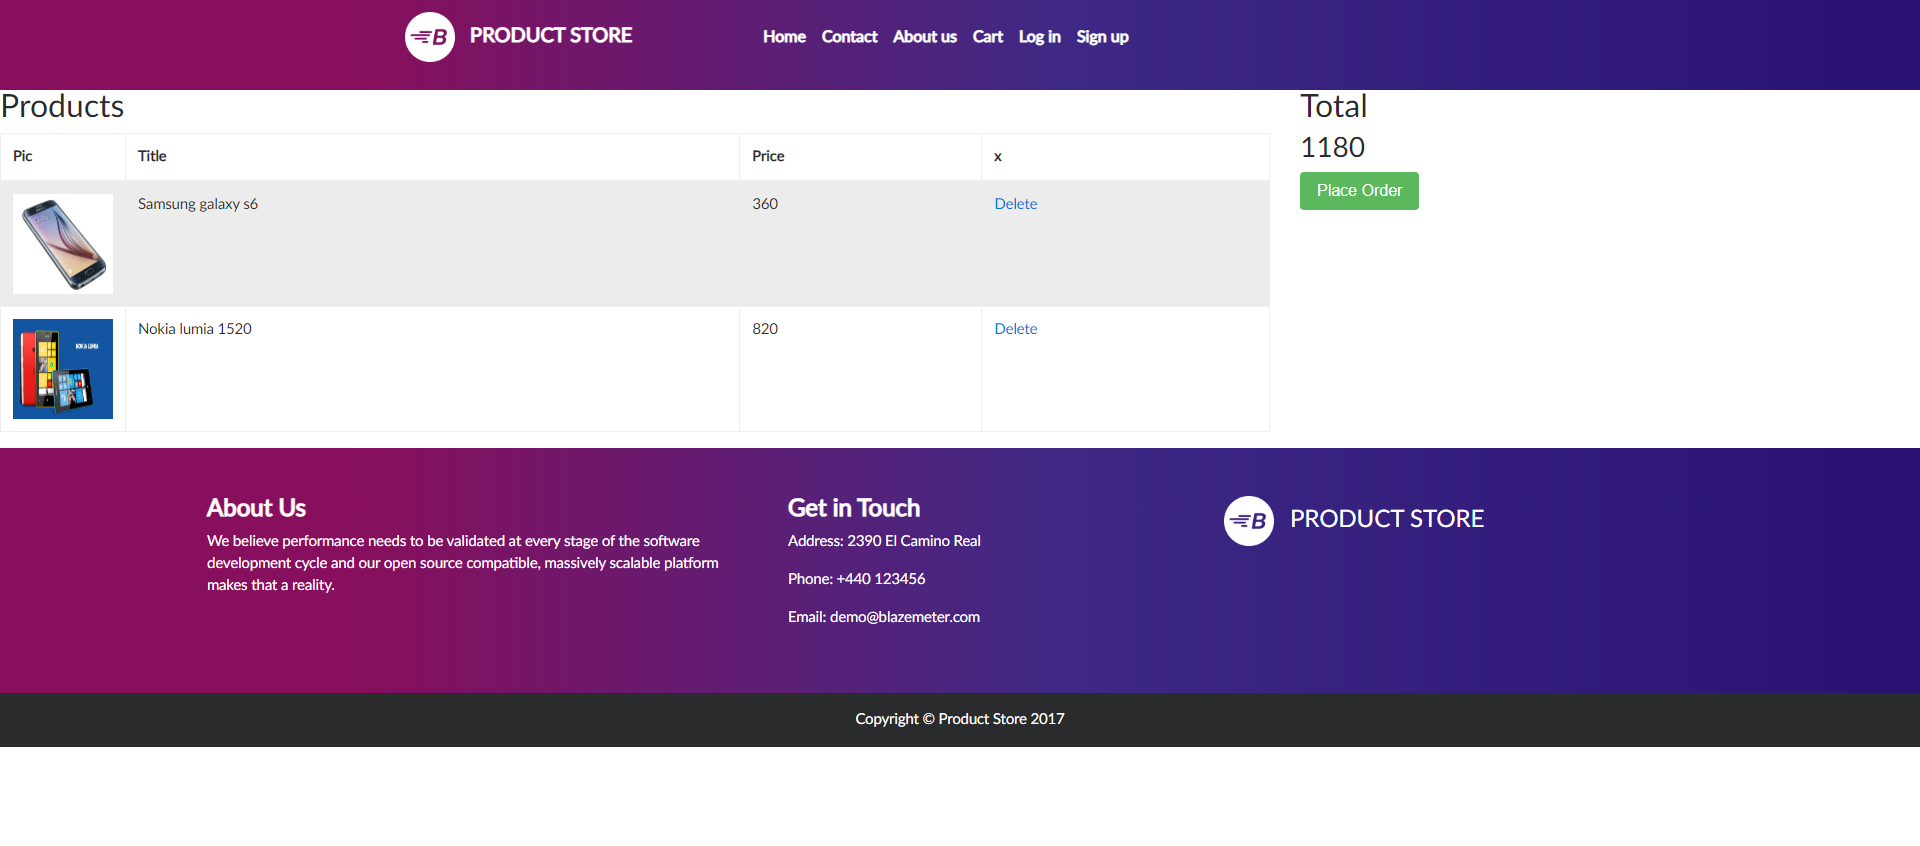 B PRODUCT STORE
Home Contact About us Cart Log in Sign up
Products
Total
1180
Place Order
Pic Title Price x
Samsung galaxy s6 360 Delete
NOKIA LUMIA
Nokia lumia 1520 820 Delete
About Us
We believe performance needs to be validated at every stage of the software
development cycle and our open source compatible, massively scalable platform
makes that a reality.
Get in Touch
Address: 2390 El Camino Real
Phone: +440 123456
Email: demo@blazemeter.com
B PRODUCT STORE
Copyright © Product Store 2017